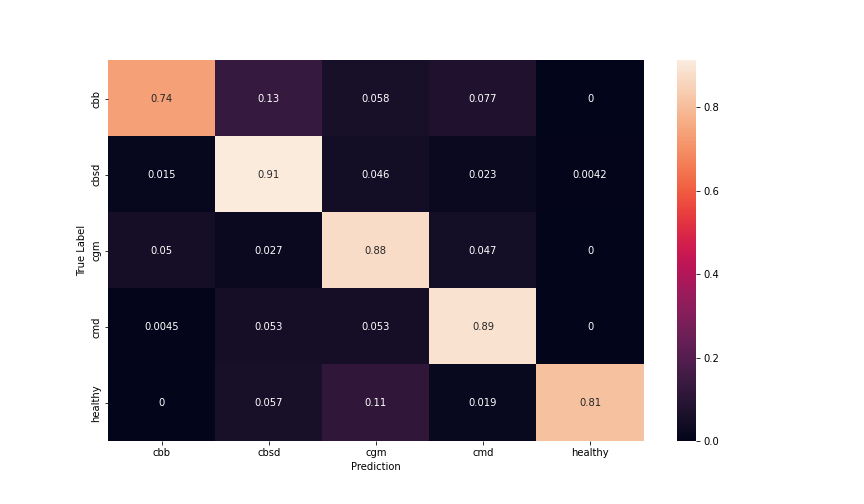 cbb 0.74 0.13 0.058 0.077 0
cbsd 0.015 0.91 0.046 0.023 0.0042
cgm 0.05 0.027 0.88 0.047 0
cmd 0.0045 0.053 0.053 0.89 0
healthy 0 0.057 0.11 0.019 0.81
cbb cbsd cgm cmd healthy
Prediction
True Label
0.8
0.6
0.4
0.2
0.0